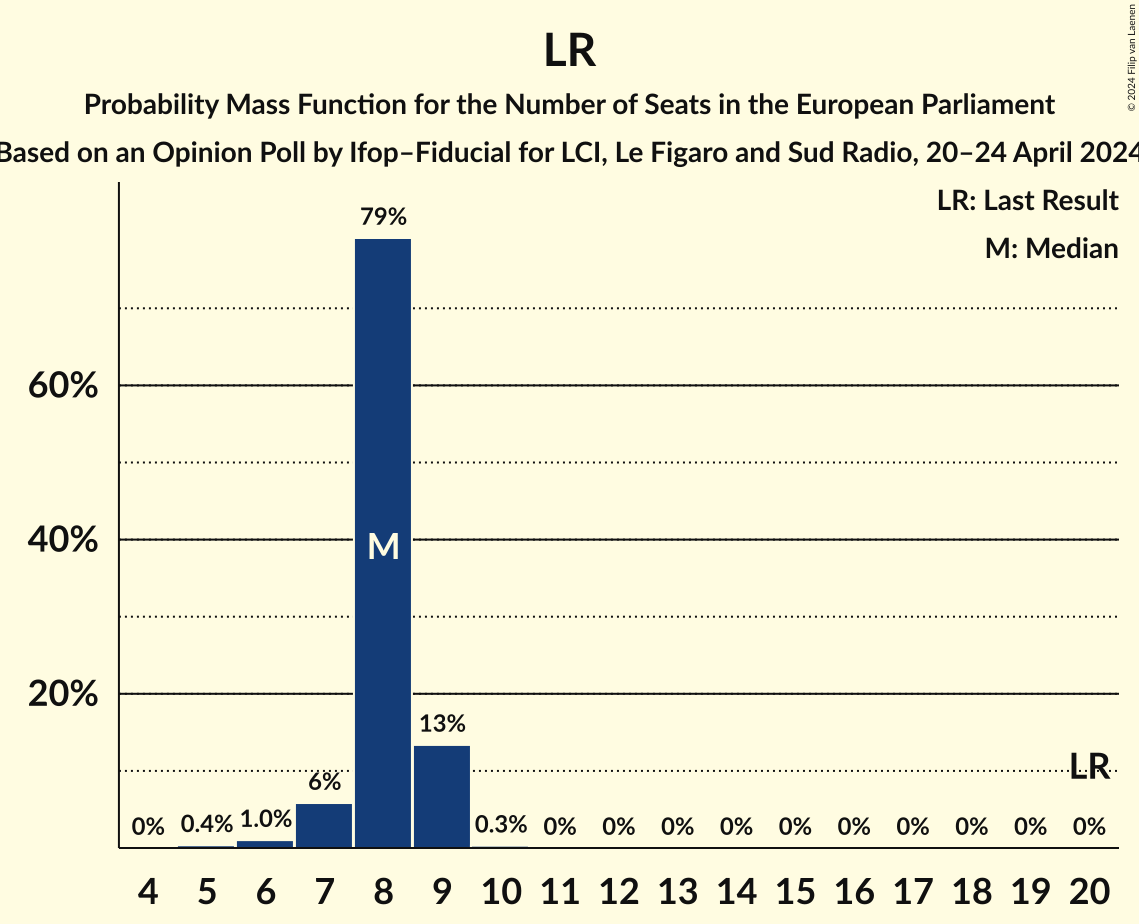 LR
Probability Mass Function for the Number of Seats in the European Parliament
Based on an Opinion Poll by Ifop–Fiducial for LCI, Le Figaro and Sud Radio, 20–24 April 2024
© 2024 Filip van Laenen
LR: Last Result
M: Median
79%
60%
40%
M
20%
13%
LR
6%
0% 0.4% 1.0% 0.3% 0% 0% 0% 0% 0% 0% 0% 0% 0% 0%
4 5 6 7 8 9 10 11 12 13 14 15 16 17 18 19 20